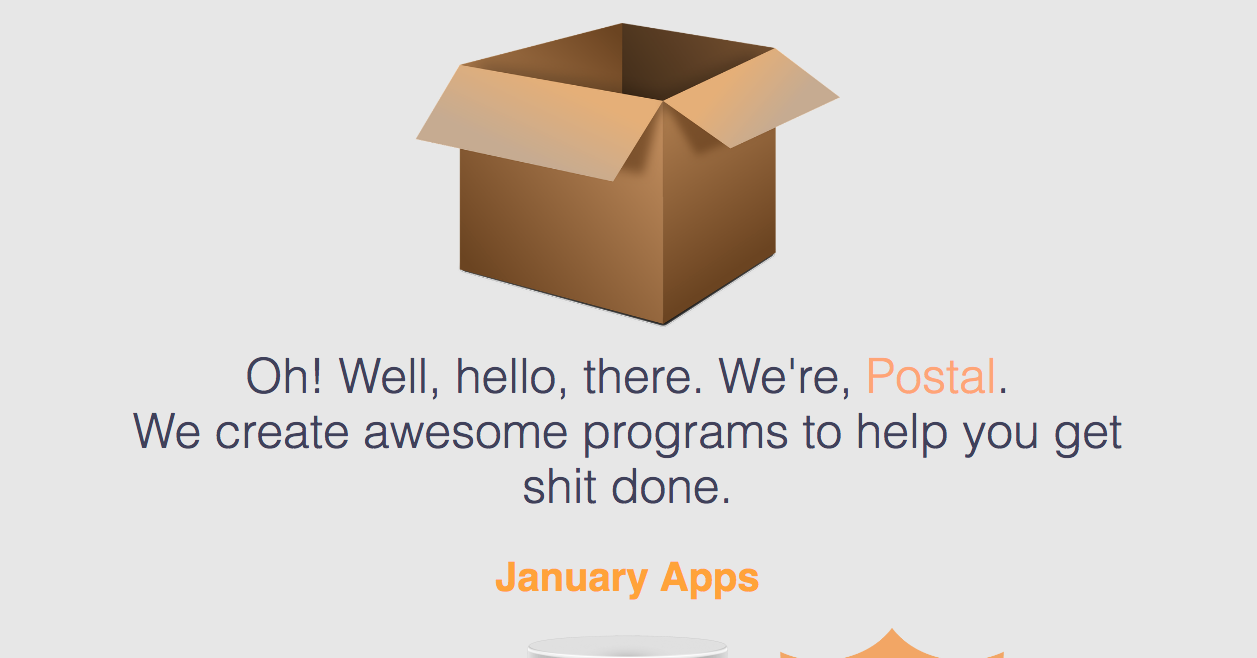 Oh! Well, hello, there. We're, Postal.
We create awesome programs to help you get
shit done.
January Apps